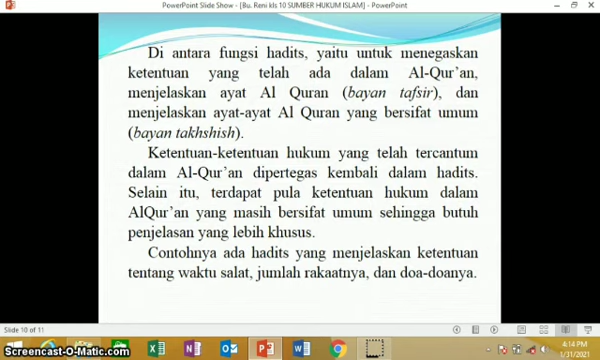 PowerPoint Slide Show - [Bu. Reni kls 10 SUMBER HUKUM ISLAM] - PowerPoint
Di antara fungsi hadits, yaitu untuk menegaskan
ketentuan yang telah ada dalam Al-Qur’an,
menjelaskan ayat Al Quran (bayan tafsir), dan
menjelaskan ayat-ayat Al Quran yang bersifat umum
(bayan takhshish).
Ketentuan-ketentuan hukum yang telah tercantum
dalam Al-Qur’an dipertegas kembali dalam hadits.
Selain itu, terdapat pula ketentuan hukum dalam
AlQur’an yang masih bersifat umum sehingga butuh
penjelasan yang lebih khusus.
Contohnya ada hadits yang menjelaskan ketentuan
tentang waktu salat, jumlah rakaatnya, dan doa-doanya.
Slide 10 of 11
4:14 PM
1/31/2021
Screencast-O-Matic.com